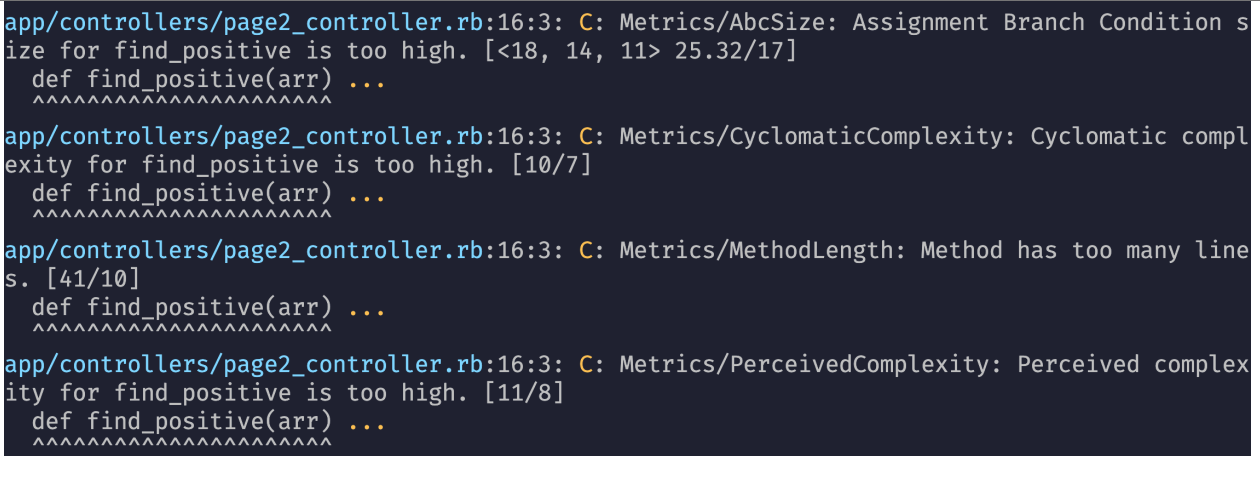 app/controllers/page2_controller.rb:16:3: C: Metrics/AbcSize: Assignment Branch Condition s
ize for find_positive is too high. [<18, 14, 11> 25.32/17]
  def find_positive(arr) ...
  ^^^^^^^^^^^^^^^^^^^^^^
app/controllers/page2_controller.rb:16:3: C: Metrics/CyclomaticComplexity: Cyclomatic compl
exity for find_positive is too high. [10/7]
  def find_positive(arr) ...
  ^^^^^^^^^^^^^^^^^^^^^^
app/controllers/page2_controller.rb:16:3: C: Metrics/MethodLength: Method has too many line
s. [41/10]
  def find_positive(arr) ...
  ^^^^^^^^^^^^^^^^^^^^^^
app/controllers/page2_controller.rb:16:3: C: Metrics/PerceivedComplexity: Perceived complex
ity for find_positive is too high. [11/8]
  def find_positive(arr) ...
  ^^^^^^^^^^^^^^^^^^^^^^